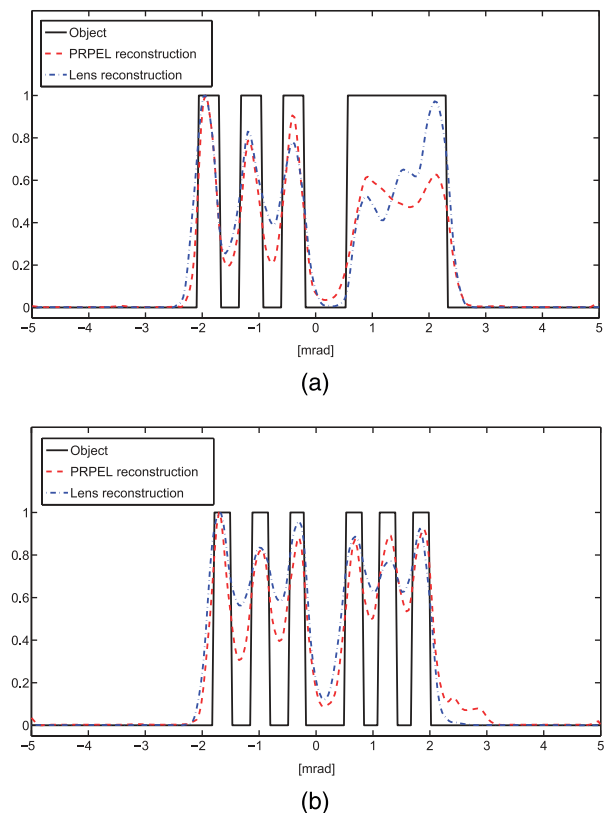 Object
PRPEL reconstruction
Lens reconstruction
1
0.8
0.6
0.4
0.2
0
−5 −4 −3 −2 −1 0 1 2 3 4 5
[mrad]
(a)
Object
PRPEL reconstruction
Lens reconstruction
1
0.8
0.6
0.4
0.2
0
−5 −4 −3 −2 −1 0 1 2 3 4 5
[mrad]
(b)